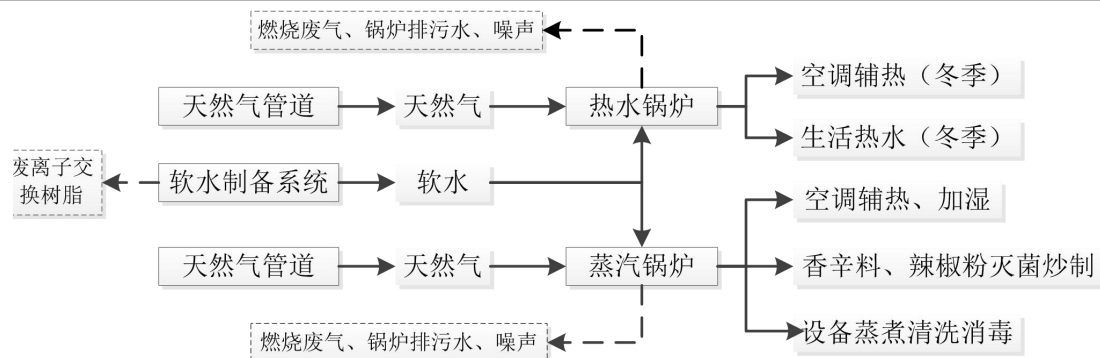 燃烧废气、锅炉排污水、噪声
天然气管道
天然气
热水锅炉
空调辅热（冬季）
生活热水（冬季）
废离子交
换树脂
软水制备系统
软水
空调辅热、加湿
天然气管道
天然气
蒸汽锅炉
香辛料、辣椒粉灭菌炒制
设备蒸煮清洗消毒
燃烧废气、锅炉排污水、噪声